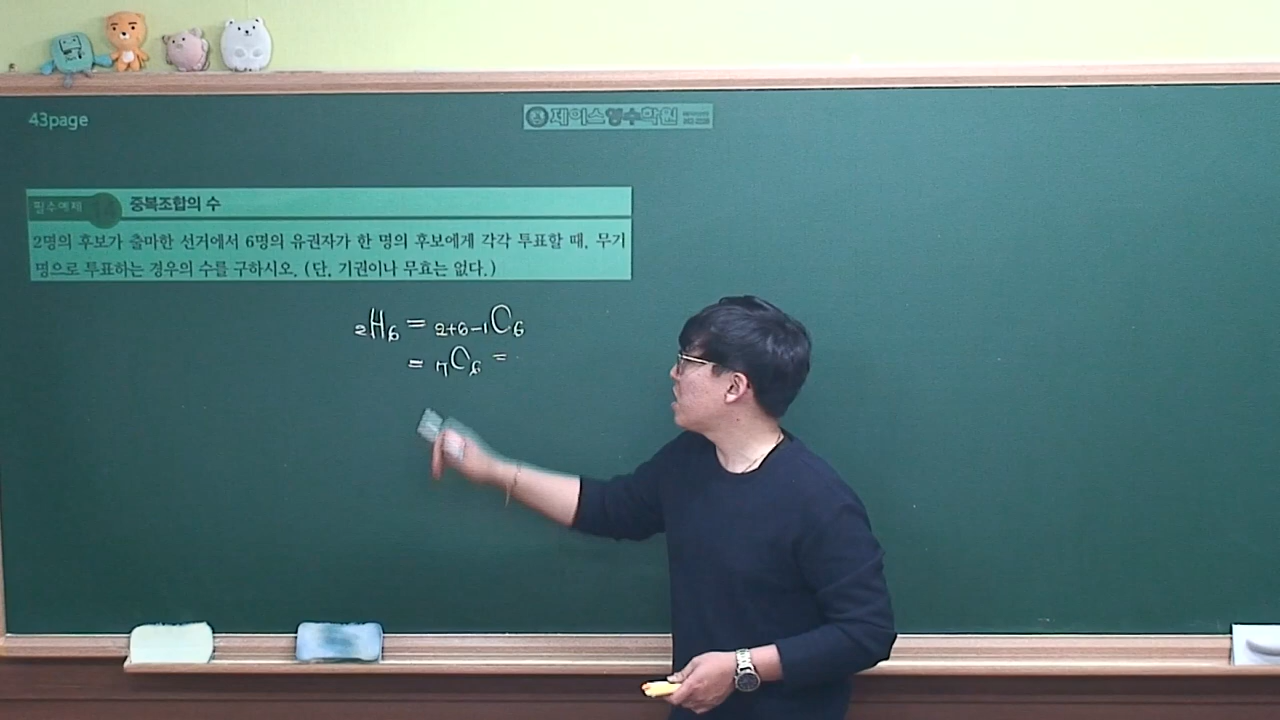 43page
제이스영수학원
필수예제
중복조합의 수
2명의 후보가 출마한 선거에서 6명의 유권자가 한 명의 후보에게 각각 투표할 때, 무기
명으로 투표하는 경우의 수를 구하시오. (단, 기권이나 무효는 없다.)
₂H₆ = ₂₊₆₋₁C₆
= ₇C₆ =